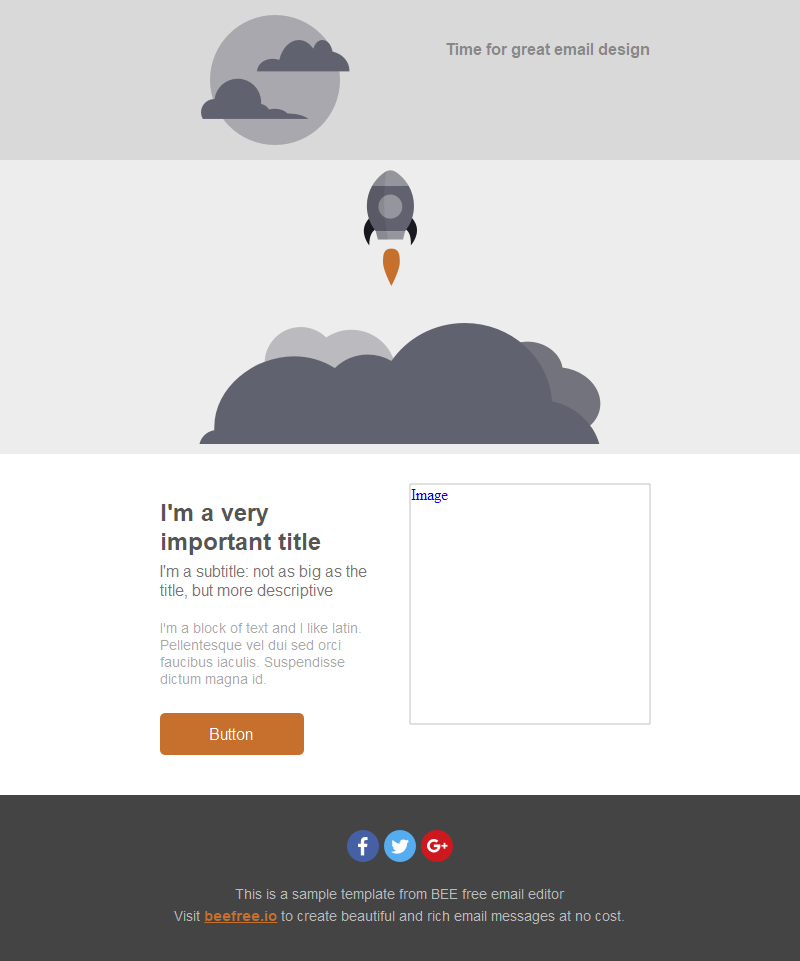 Time for great email design
I'm a very
important title
I'm a subtitle: not as big as the
title, but more descriptive
I'm a block of text and I like latin.
Pellentesque vel dui sed orci
faucibus iaculis. Suspendisse
dictum magna id.
Button
Image
This is a sample template from BEE free email editor
Visit beefree.io to create beautiful and rich email messages at no cost.